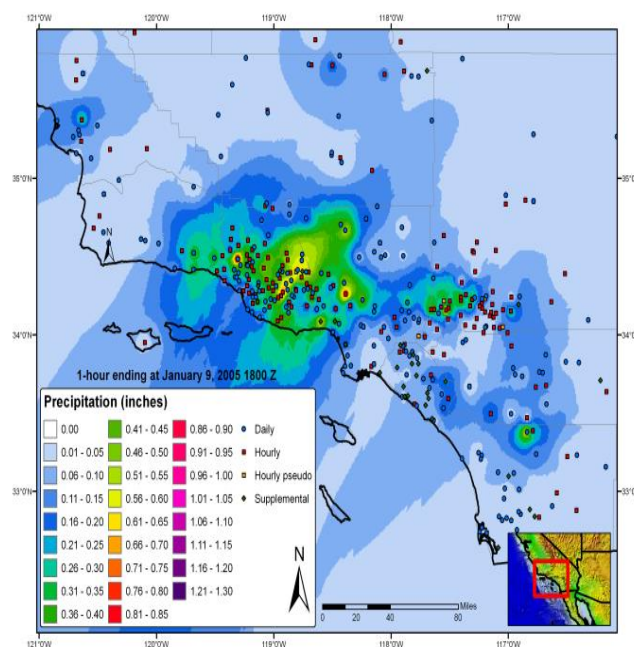 121°0'W 120°0'W 119°0'W 118°0'W 117°0'W
35°0'N 35°0'N
34°0'N 34°0'N
33°0'N 33°0'N
N
1-hour ending at January 9, 2005 1800 Z
Precipitation (inches)
0.00 0.41 - 0.45 0.86 - 0.90 Daily
0.01 - 0.05 0.46 - 0.50 0.91 - 0.95 Hourly
0.06 - 0.10 0.51 - 0.55 0.96 - 1.00 Hourly pseudo
0.11 - 0.15 0.56 - 0.60 1.01 - 1.05 Supplemental
0.16 - 0.20 0.61 - 0.65 1.06 - 1.10
0.21 - 0.25 0.66 - 0.70 1.11 - 1.15
0.26 - 0.30 0.71 - 0.75 1.16 - 1.20
0.31 - 0.35 0.76 - 0.80 1.21 - 1.30
0.36 - 0.40 0.81 - 0.85
N
Miles
0 20 40 80
121°0'W 120°0'W 119°0'W 118°0'W 117°0'W